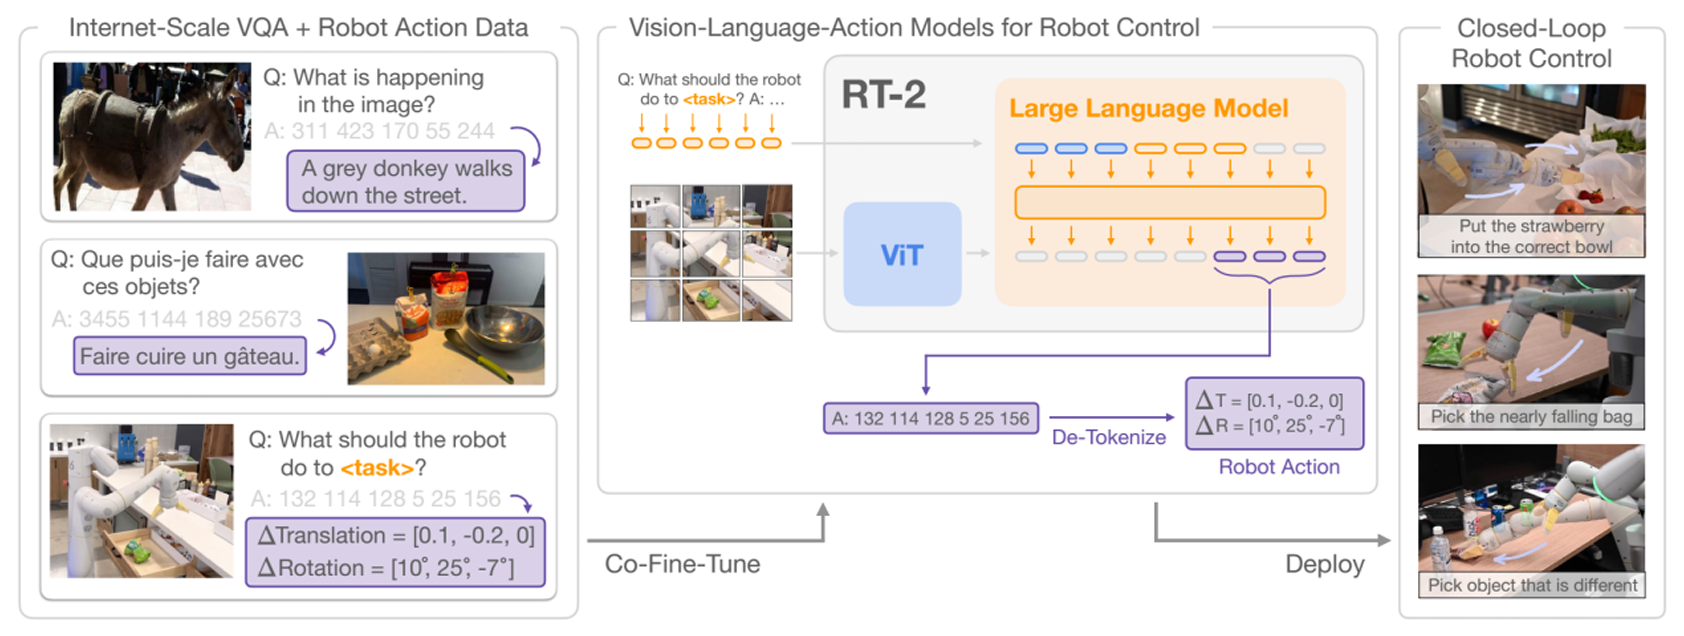 Internet-Scale VQA + Robot Action Data
Q: What is happening
in the image?
A: 311 423 170 55 244
A grey donkey walks
down the street.
Q: Que puis-je faire avec
ces objets?
A: 3455 1144 189 25673
Faire cuire un gâteau.
Q: What should the robot
do to <task>?
A: 132 114 128 5 25 156
ΔTranslation = [0.1, -0.2, 0]
ΔRotation = [10°, 25°, -7°]
Co-Fine-Tune
Vision-Language-Action Models for Robot Control
Q: What should the robot
do to <task>? A: ...
RT-2
Large Language Model
ViT
A: 132 114 128 5 25 156
De-Tokenize
ΔT = [0.1, -0.2, 0]
ΔR = [10°, 25°, -7°]
Robot Action
Deploy
Closed-Loop
Robot Control
Put the strawberry
into the correct bowl
Pick the nearly falling bag
Pick object that is different